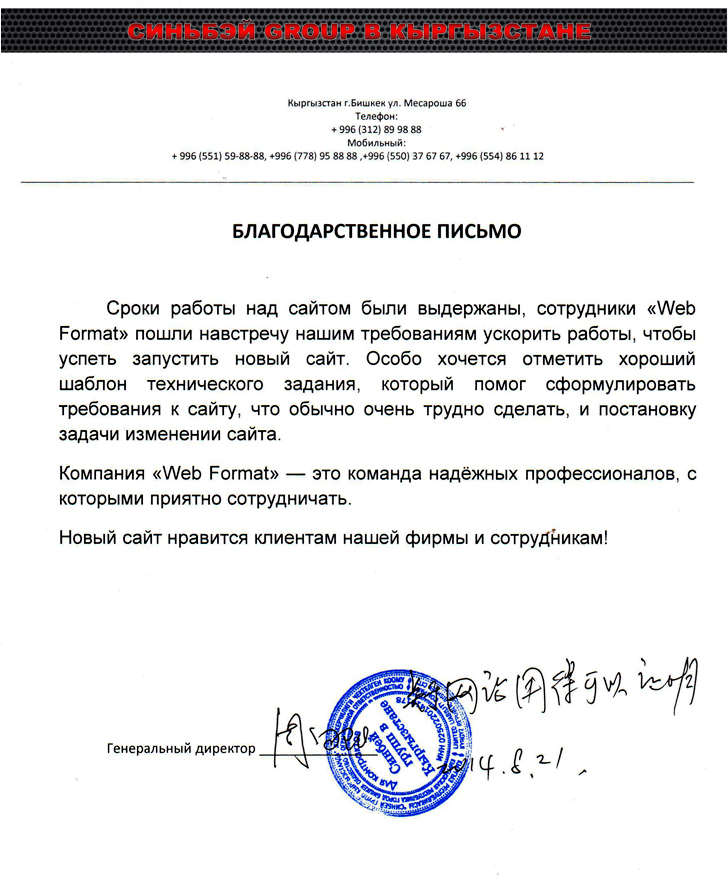 СИНЬБЭЙ GROUP В КЫРГЫЗСТАНЕ
Кыргызстан г.Бишкек ул. Месароша 66
Телефон:
+ 996 (312) 89 98 88
Мобильный:
+ 996 (551) 59-88-88, +996 (778) 95 88 88 ,+996 (550) 37 67 67, +996 (554) 86 11 12
БЛАГОДАРСТВЕННОЕ ПИСЬМО
Сроки работы над сайтом были выдержаны, сотрудники «Web
Format» пошли навстречу нашим требованиям ускорить работы, чтобы
успеть запустить новый сайт. Особо хочется отметить хороший
шаблон технического задания, который помог сформулировать
требования к сайту, что обычно очень трудно сделать, и постановку
задачи изменении сайта.
Компания «Web Format» — это команда надёжных профессионалов, с
которыми приятно сотрудничать.
Новый сайт нравится клиентам нашей фирмы и сотрудникам!
网站
可以
Генеральный директор
Синьбэй
групп в
Кыргызстане
2014.8.21